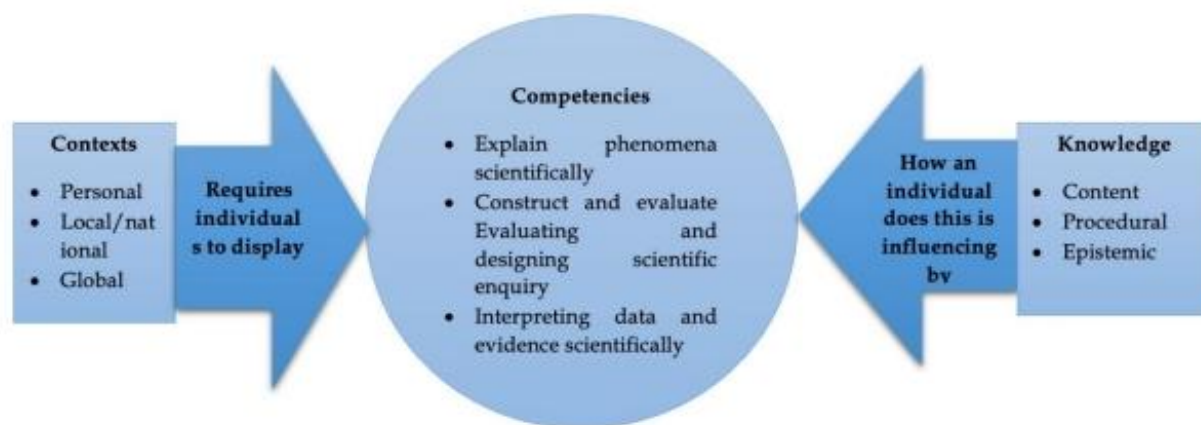 Contexts
• Personal
• Local/nat
ional
• Global
Requires
individual
s to display
Competencies
• Explain phenomena
scientifically
• Construct and evaluate
Evaluating and
designing scientific
enquiry
• Interpreting data and
evidence scientifically
How an
individual
does this is
influencing
by
Knowledge
• Content
• Procedural
• Epistemic